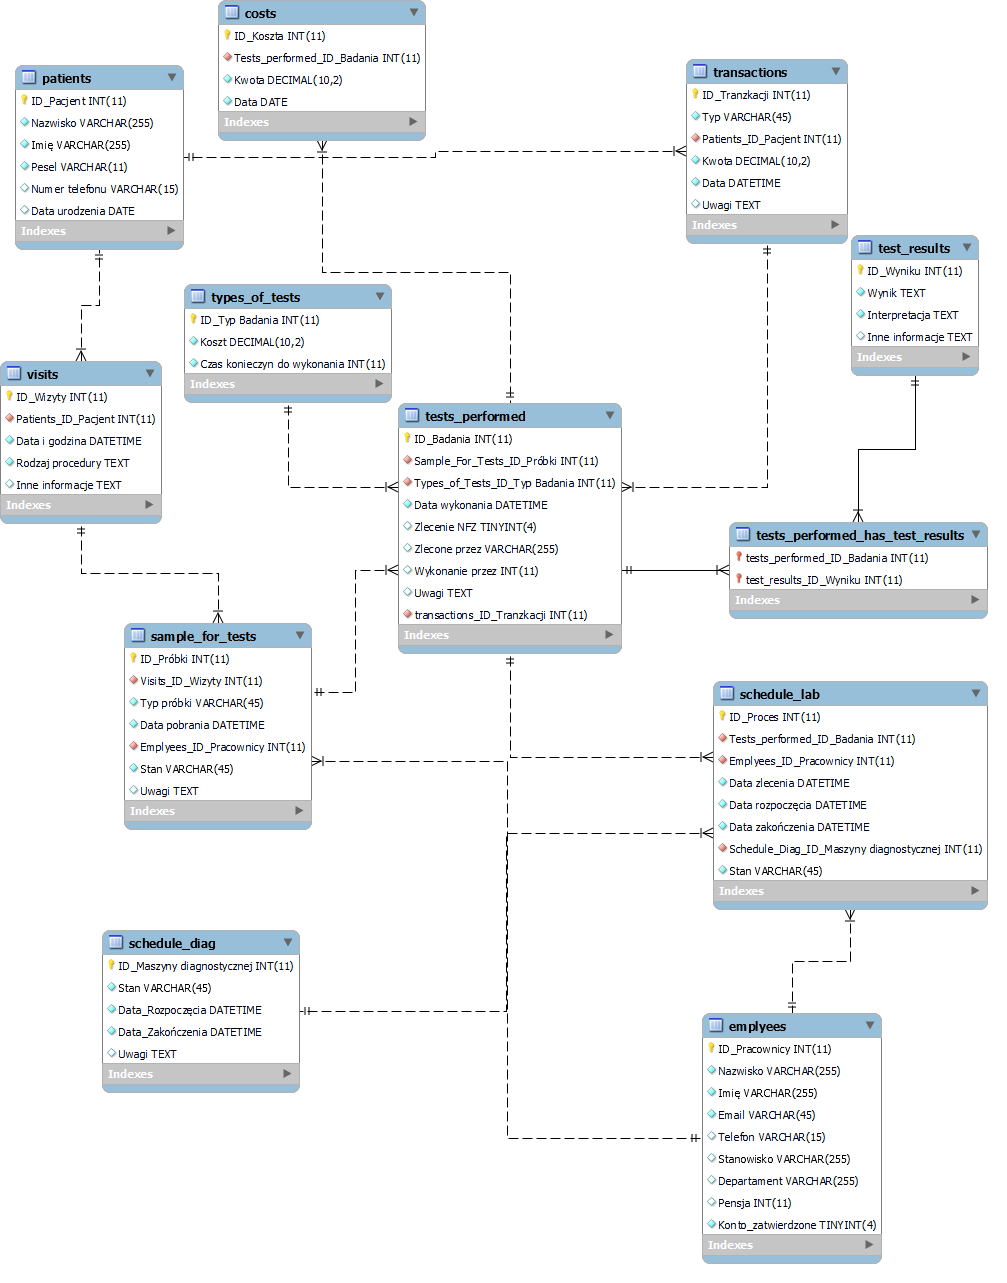 costs
ID_Koszta INT(11)
Tests_performed_ID_Badania INT(11)
Kwota DECIMAL(10,2)
Data DATE
Indexes
patients
ID_Pacjent INT(11)
Nazwisko VARCHAR(255)
Imię VARCHAR(255)
Pesel VARCHAR(11)
Numer telefonu VARCHAR(15)
Data urodzenia DATE
Indexes
transactions
ID_Tranzkacji INT(11)
Typ VARCHAR(45)
Patients_ID_Pacjent INT(11)
Kwota DECIMAL(10,2)
Data DATETIME
Uwagi TEXT
Indexes
test_results
ID_Wyniku INT(11)
Wynik TEXT
Interpretacja TEXT
Inne informacje TEXT
Indexes
types_of_tests
ID_Typ Badania INT(11)
Koszt DECIMAL(10,2)
Czas konieczyn do wykonania INT(11)
Indexes
visits
ID_Wizyty INT(11)
Patients_ID_Pacjent INT(11)
Data i godzina DATETIME
Rodzaj procedury TEXT
Inne informacje TEXT
Indexes
tests_performed
ID_Badania INT(11)
Sample_For_Tests_ID_Próbki INT(11)
Types_of_Tests_ID_Typ Badania INT(11)
Data wykonania DATETIME
Zlecenie NFZ TINYINT(4)
Zlecone przez VARCHAR(255)
Wykonanie przez INT(11)
Uwagi TEXT
transactions_ID_Tranzkacji INT(11)
Indexes
tests_performed_has_test_results
tests_performed_ID_Badania INT(11)
test_results_ID_Wyniku INT(11)
Indexes
sample_for_tests
ID_Próbki INT(11)
Visits_ID_Wizyty INT(11)
Typ próbki VARCHAR(45)
Data pobrania DATETIME
Emplyees_ID_Pracownicy INT(11)
Stan VARCHAR(45)
Uwagi TEXT
Indexes
schedule_lab
ID_Proces INT(11)
Tests_performed_ID_Badania INT(11)
Emplyees_ID_Pracownicy INT(11)
Data zlecenia DATETIME
Data rozpoczęcia DATETIME
Data zakończenia DATETIME
Schedule_Diag_ID_Maszyny diagnostycznej INT(11)
Stan VARCHAR(45)
Indexes
schedule_diag
ID_Maszyny diagnostycznej INT(11)
Stan VARCHAR(45)
Data_Rozpoczęcia DATETIME
Data_Zakończenia DATETIME
Uwagi TEXT
Indexes
emplyees
ID_Pracownicy INT(11)
Nazwisko VARCHAR(255)
Imię VARCHAR(255)
Email VARCHAR(45)
Telefon VARCHAR(15)
Stanowisko VARCHAR(255)
Departament VARCHAR(255)
Pensja INT(11)
Konto_zatwierdzone TINYINT(4)
Indexes